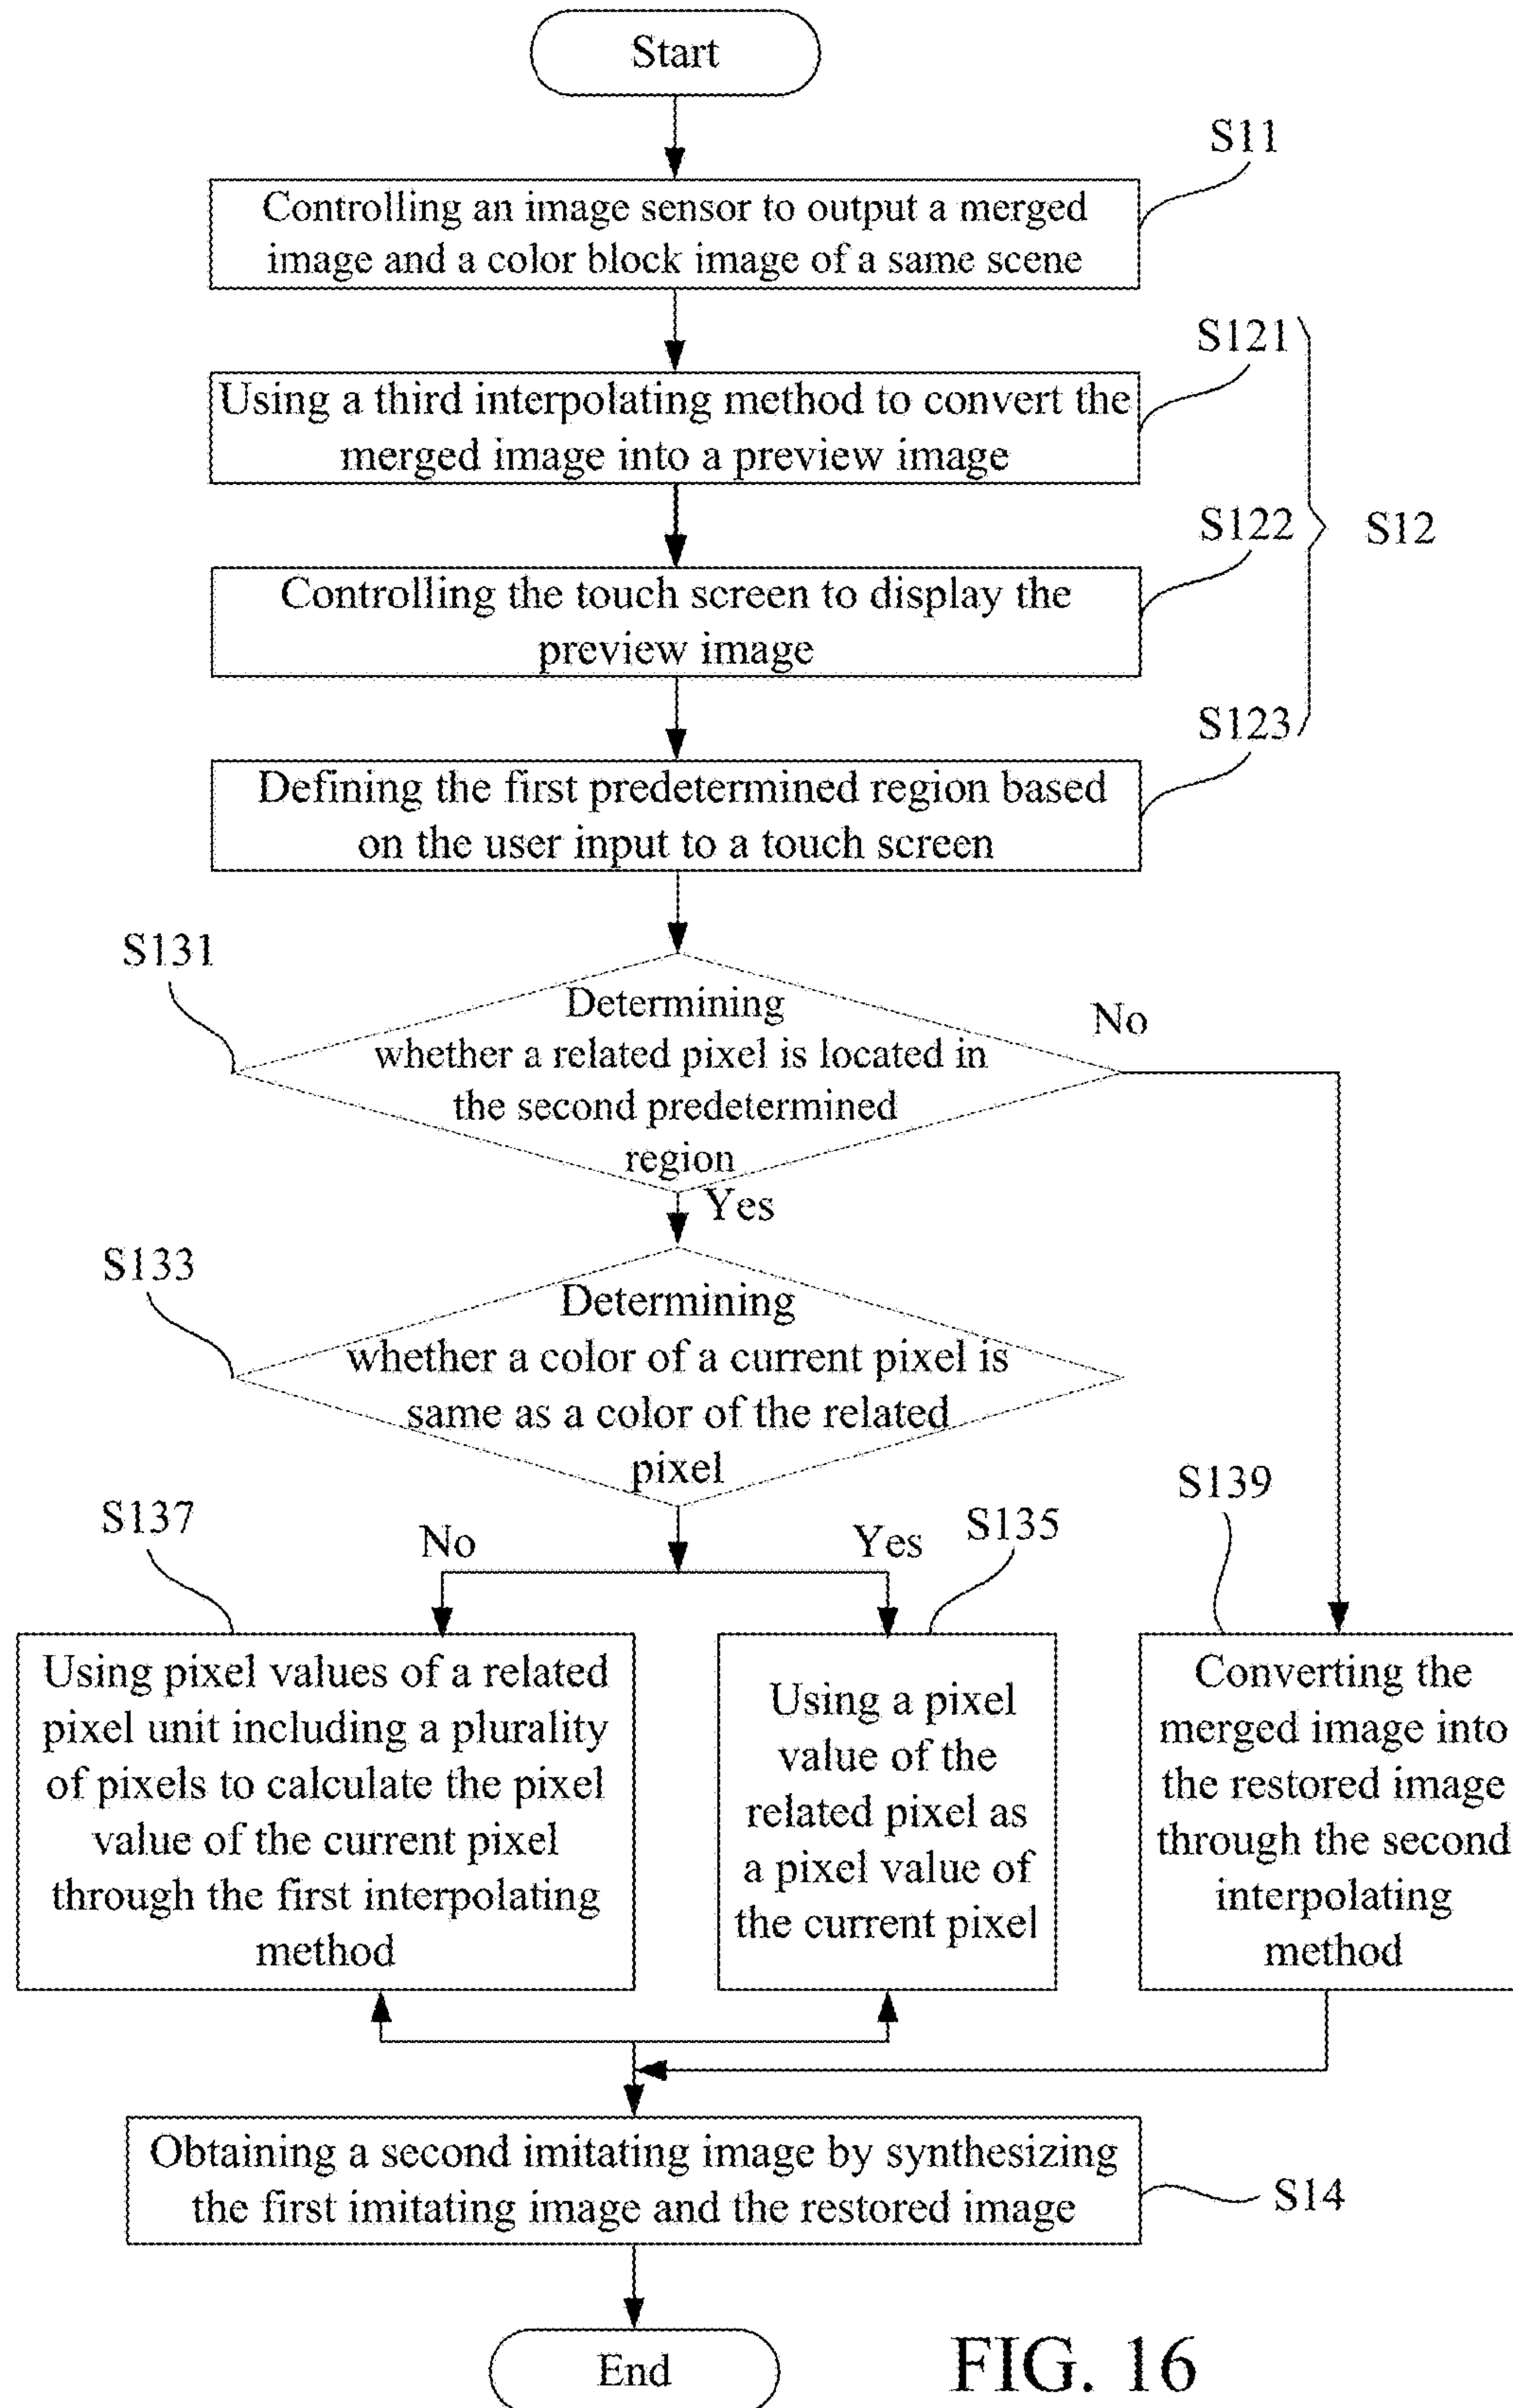 Start
S11
Controlling an image sensor to output a merged
image and a color block image of a same scene
S121
Using a third interpolating method to convert the
merged image into a preview image
S122
S12
Controlling the touch screen to display the
preview image
S123
Defining the first predetermined region based
on the user input to a touch screen
S131
Determining
whether a related pixel is located in
the second predetermined
region
No
Yes
S133
Determining
whether a color of a current pixel is
same as a color of the related
pixel
S137
No
Yes
S135
S139
Using pixel values of a related
pixel unit including a plurality
of pixels to calculate the pixel
value of the current pixel
through the first interpolating
method
Using a pixel
value of the
related pixel as
a pixel value of
the current pixel
Converting the
merged image into
the restored image
through the second
interpolating
method
Obtaining a second imitating image by synthesizing
the first imitating image and the restored image
S14
End
FIG. 16